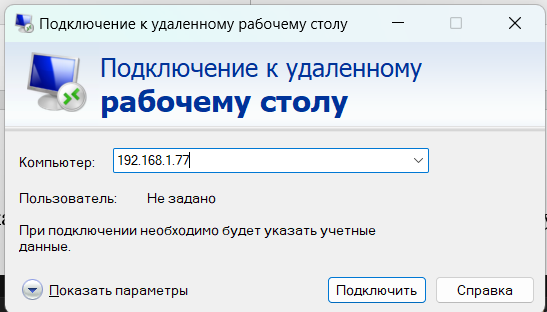 Подключение к удаленному рабочему столу
Подключение к удаленному
рабочему столу
Компьютер: 192.168.1.77
Пользователь: Не задано
При подключении необходимо будет указать учетные
данные.
Показать параметры Подключить Справка